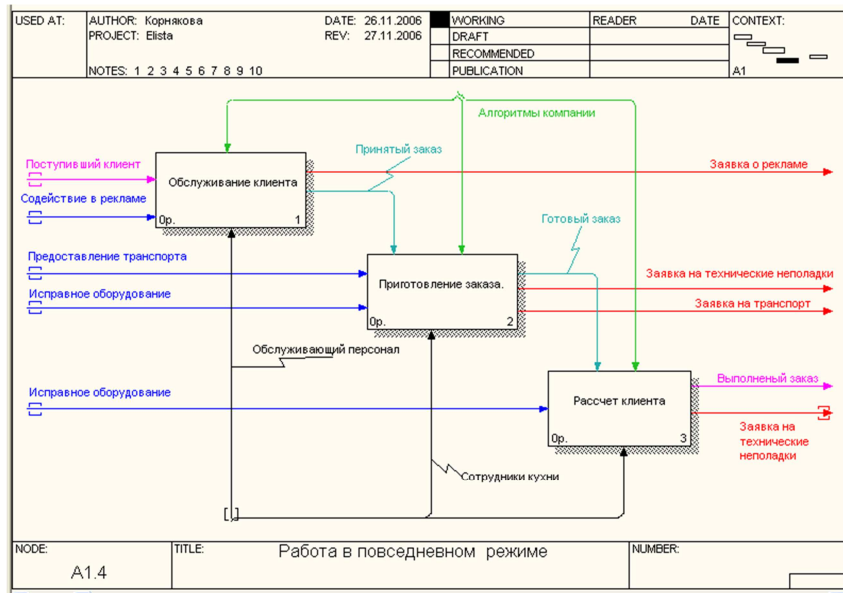 USED AT:
AUTHOR: Корнякова
DATE: 26.11.2006
WORKING
READER
DATE
CONTEXT:
PROJECT: Elista
REV: 27.11.2006
DRAFT
RECOMMENDED
NOTES: 1 2 3 4 5 6 7 8 9 10
PUBLICATION
A1
Алгоритмы компании
Принятый заказ
Поступивший клиент
Заявка о рекламе
Обслуживание клиента
Содействие в рекламе
0р.
1
Готовый заказ
Предоставление транспорта
Заявка на технические неполадки
Приготовление заказа.
Исправное оборудование
Заявка на транспорт
0р.
2
Обслуживающий персонал
Выполненый заказ
Исправное оборудование
Рассчет клиента
0р.
3
Заявка на
технические
неполадки
Сотрудники кухни
NODE:
TITLE:
Работа в повседневном режиме
NUMBER:
A1.4